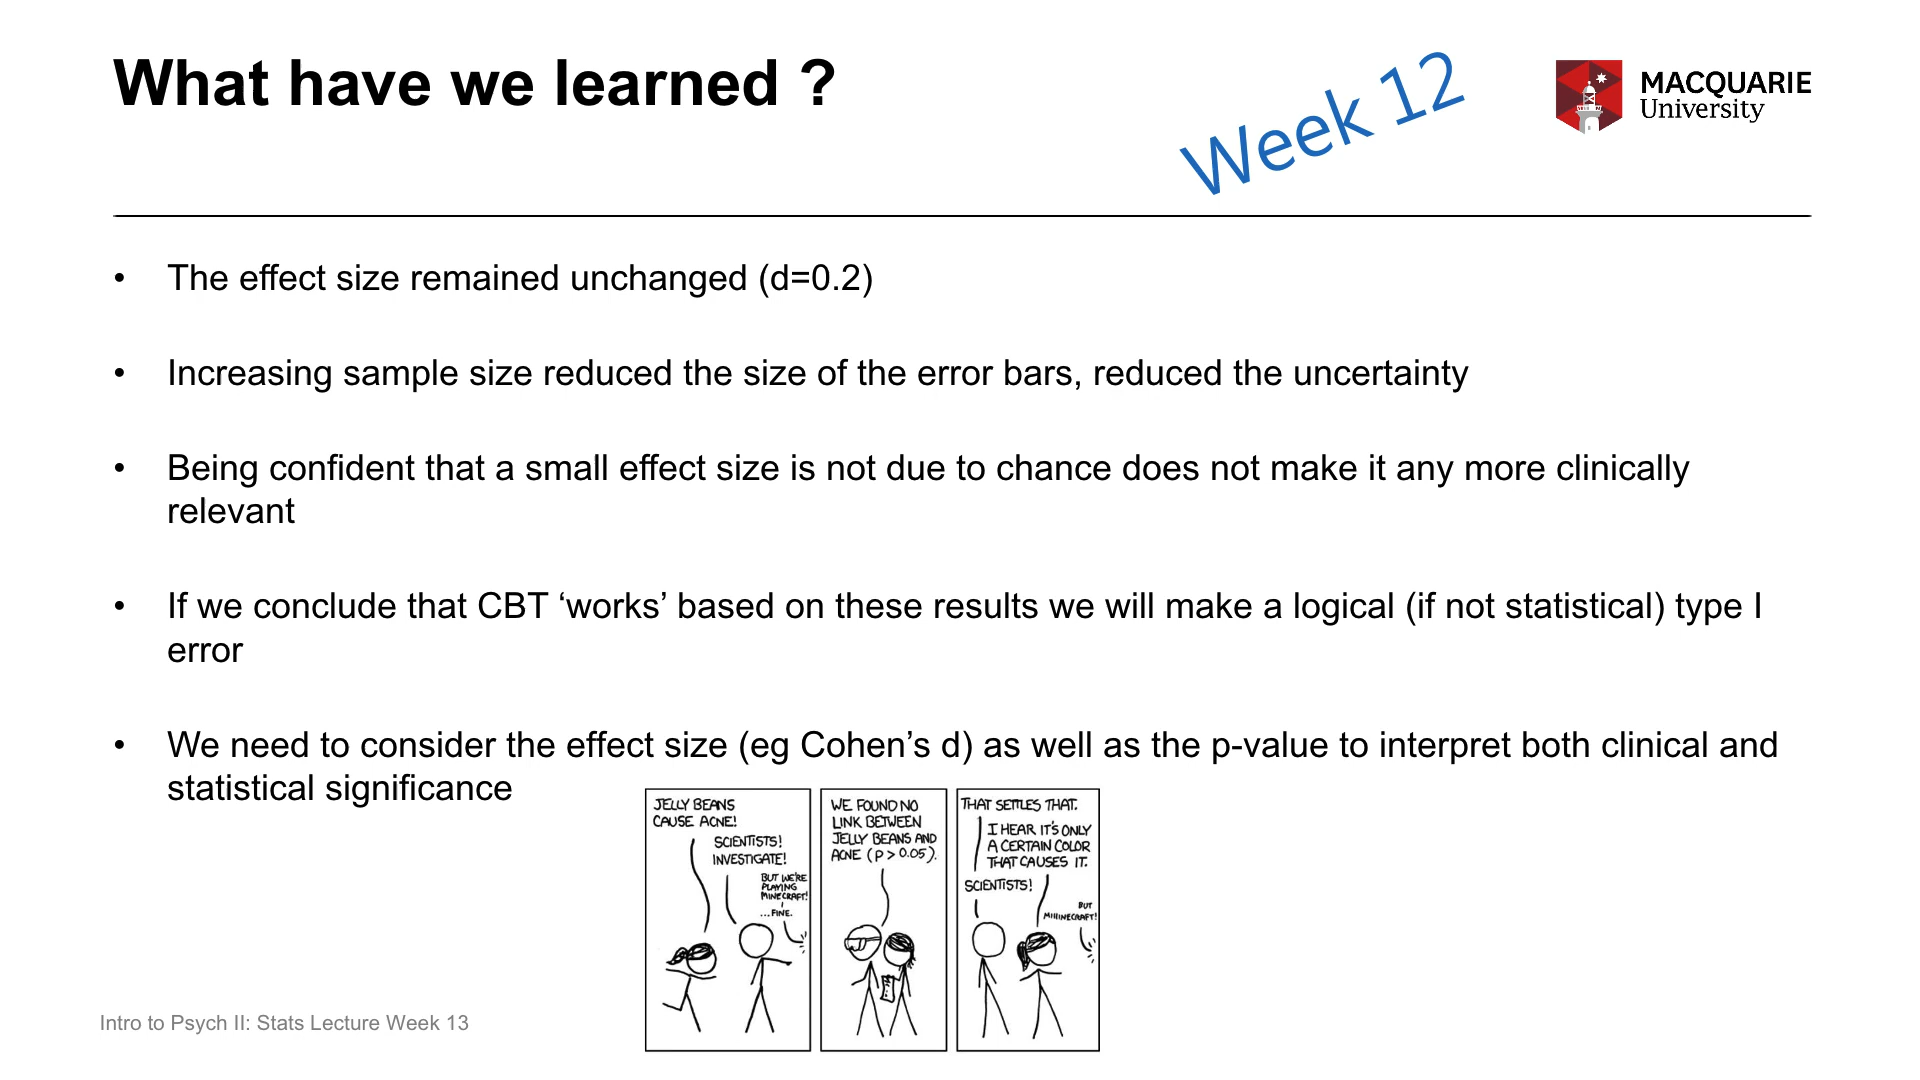 What have we learned ?
Week 12
MACQUARIE
University
• The effect size remained unchanged (d=0.2)
• Increasing sample size reduced the size of the error bars, reduced the uncertainty
• Being confident that a small effect size is not due to chance does not make it any more clinically
relevant
• If we conclude that CBT ‘works’ based on these results we will make a logical (if not statistical) type I
error
• We need to consider the effect size (eg Cohen’s d) as well as the p-value to interpret both clinical and
statistical significance
JELLY BEANS
CAUSE ACNE!
SCIENTISTS!
INVESTIGATE!
BUT WE'RE
PLAYING
MINECRAFT!
...FINE.
WE FOUND NO
LINK BETWEEN
JELLY BEANS AND
ACNE (P > 0.05).
THAT SETTLES THAT.
I HEAR IT'S ONLY
A CERTAIN COLOR
THAT CAUSES IT.
SCIENTISTS!
BUT
MIIINECRAFT!
Intro to Psych II: Stats Lecture Week 13